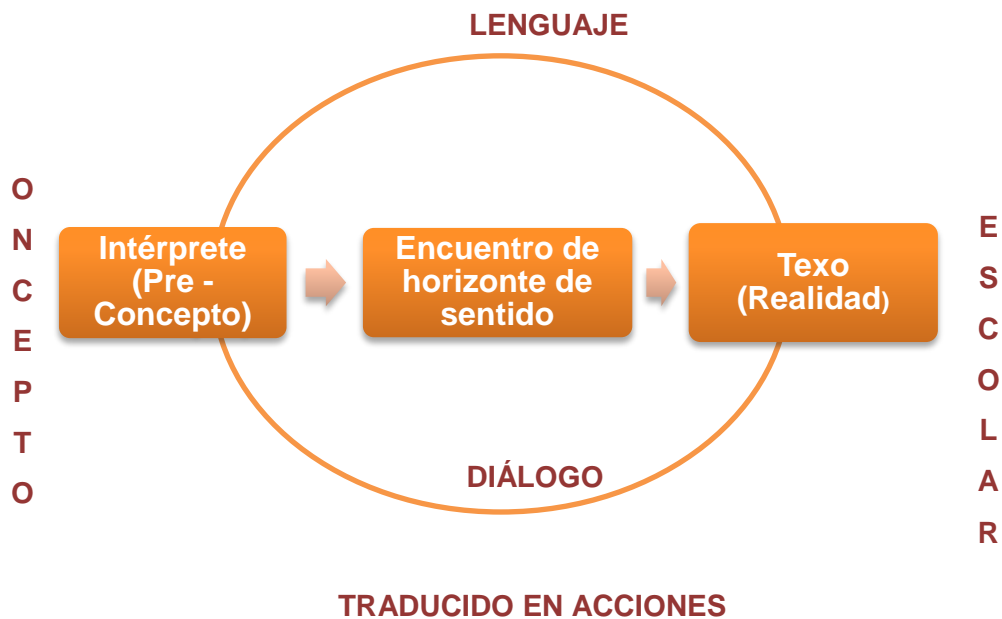 LENGUAJE
O
N
C
E
P
T
O
Intérprete
(Pre -
Concepto)
Encuentro de
horizonte de
sentido
Texo
(Realidad)
E
S
C
O
L
A
R
DIÁLOGO
TRADUCIDO EN ACCIONES